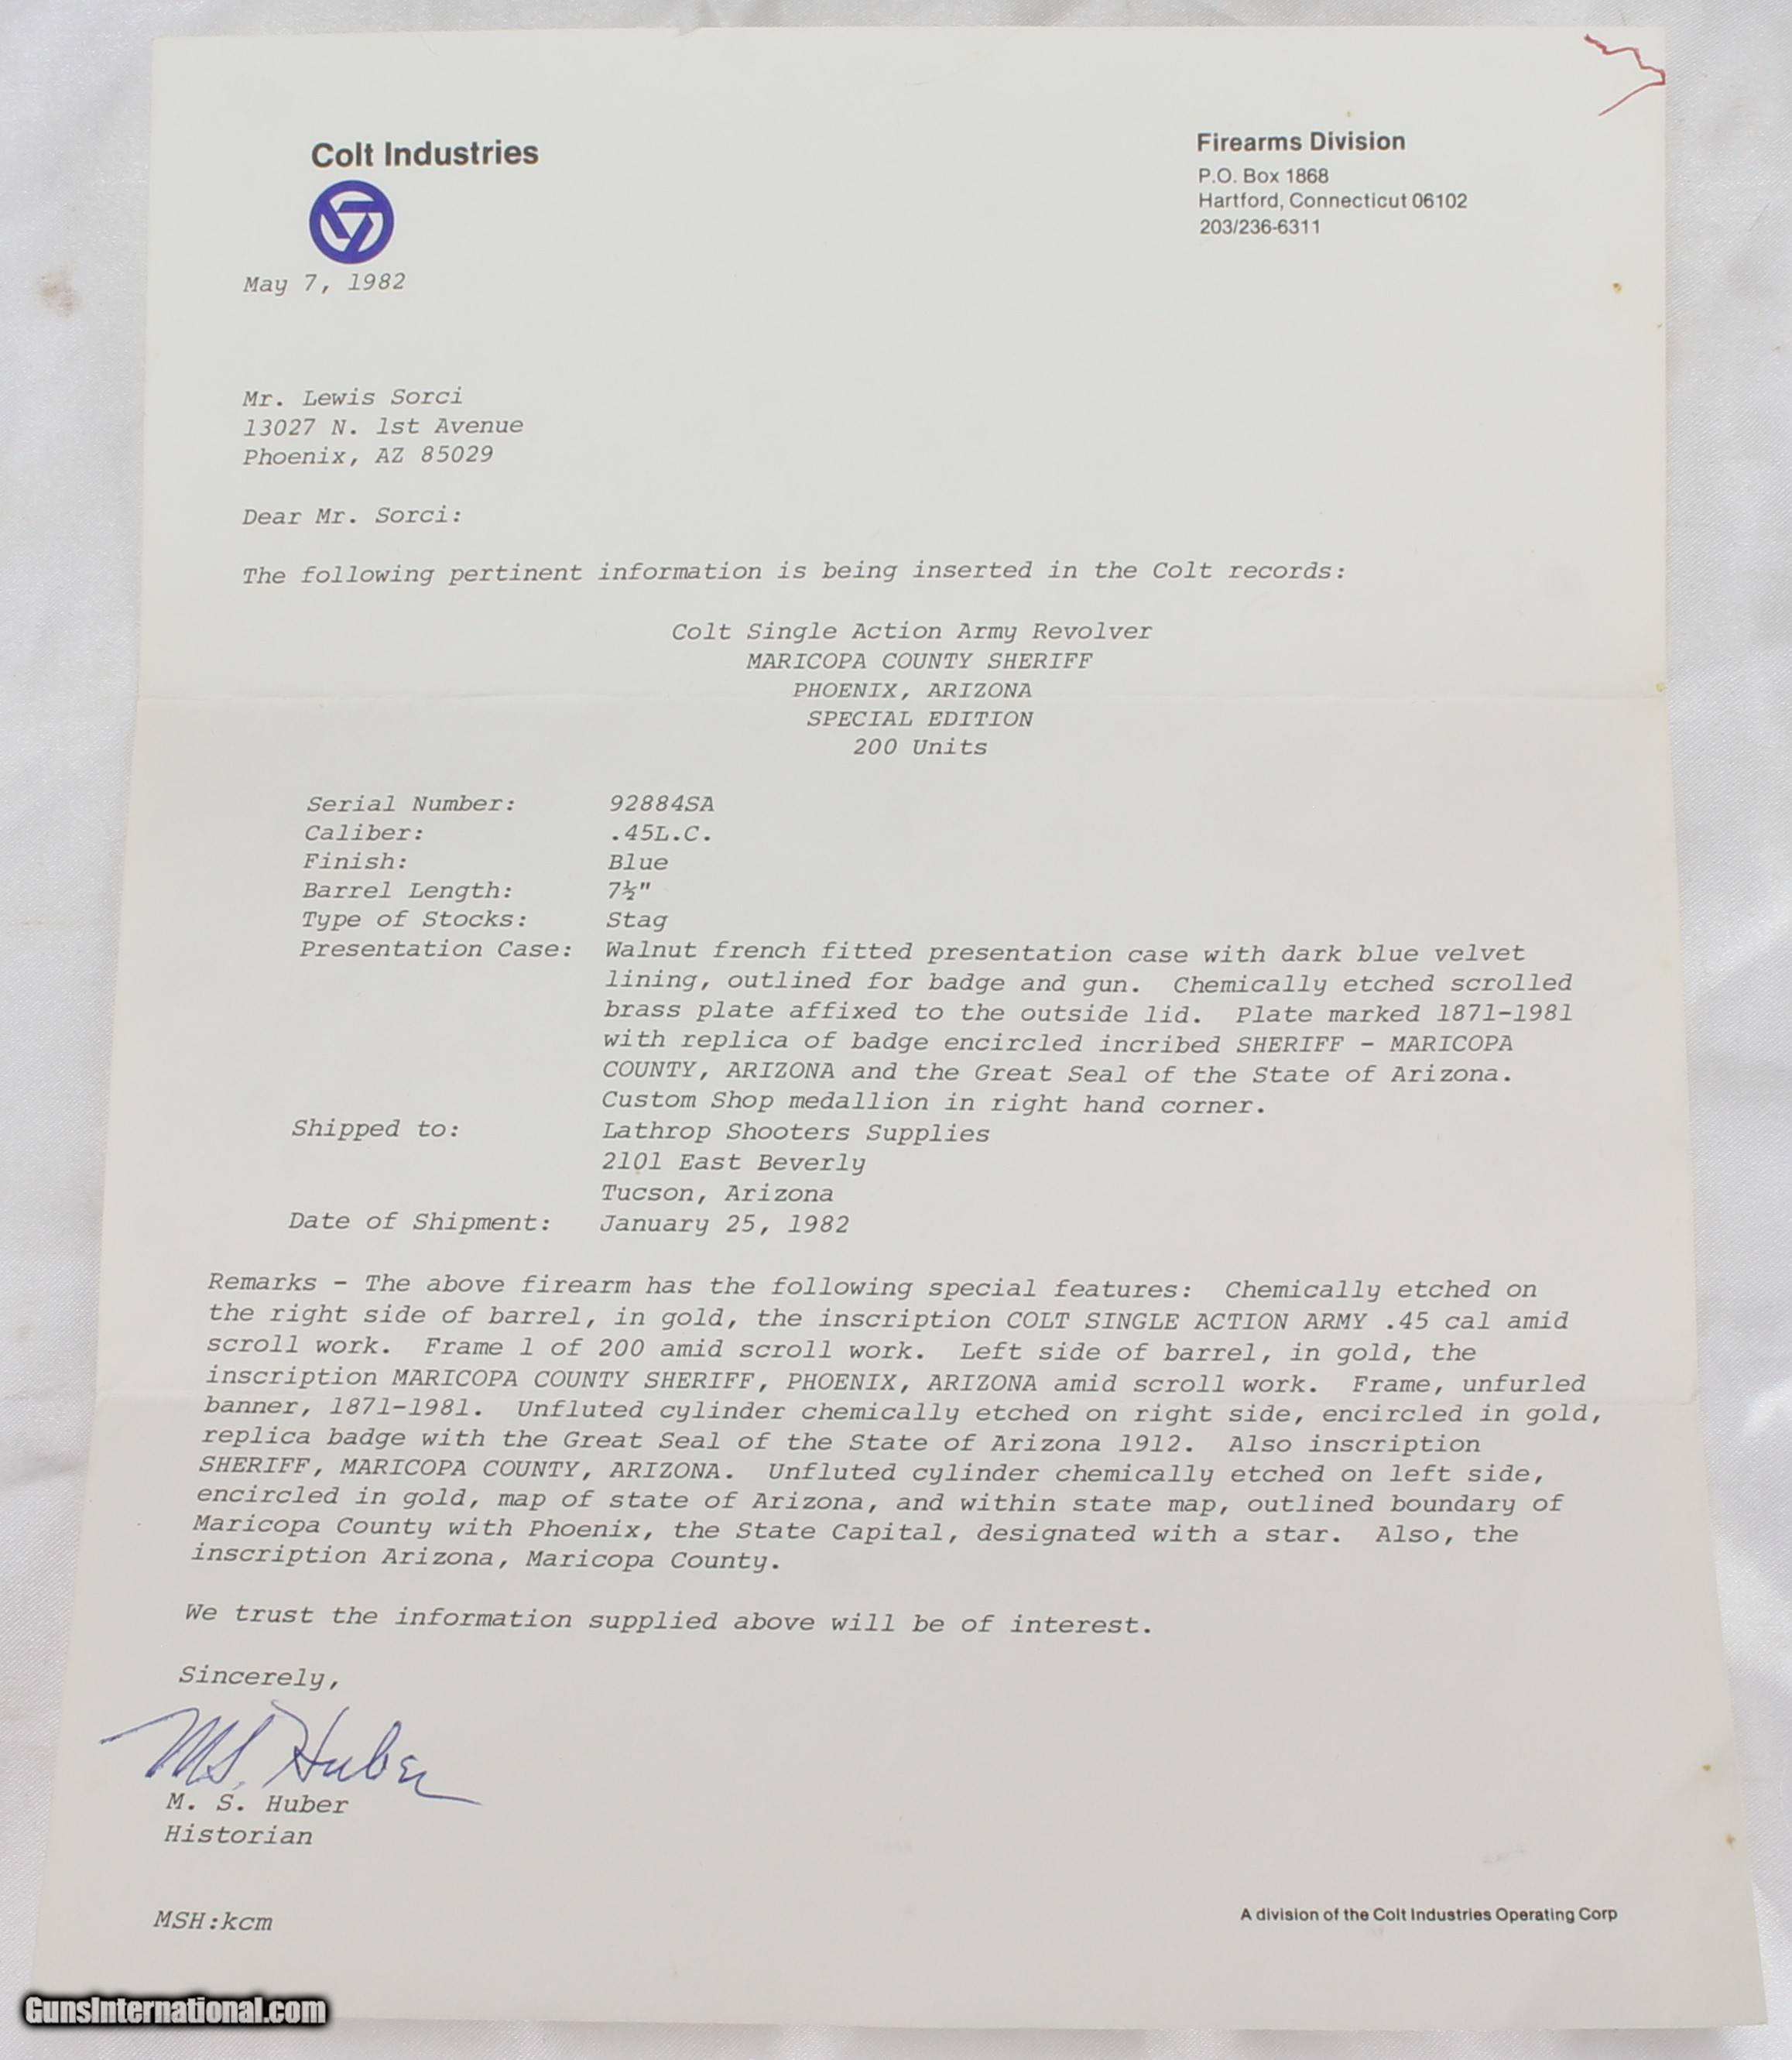 Colt Industries
Firearms Division
P.O. Box 1868
Hartford, Connecticut 06102
203/236-6311
May 7, 1982
Mr. Lewis Sorci
13027 N. 1st Avenue
Phoenix, AZ 85029
Dear Mr. Sorci:
The following pertinent information is being inserted in the Colt records:
Colt Single Action Army Revolver
MARICOPA COUNTY SHERIFF
PHOENIX, ARIZONA
SPECIAL EDITION
200 Units
Serial Number: 92884SA
Caliber: .45L.C.
Finish: Blue
Barrel Length: 7½"
Type of Stocks: Stag
Presentation Case: Walnut french fitted presentation case with dark blue velvet
lining, outlined for badge and gun. Chemically etched scrolled
brass plate affixed to the outside lid. Plate marked 1871-1981
with replica of badge encircled incribed SHERIFF - MARICOPA
COUNTY, ARIZONA and the Great Seal of the State of Arizona.
Custom Shop medallion in right hand corner.
Shipped to: Lathrop Shooters Supplies
2101 East Beverly
Tucson, Arizona
Date of Shipment: January 25, 1982
Remarks - The above firearm has the following special features: Chemically etched on
the right side of barrel, in gold, the inscription COLT SINGLE ACTION ARMY .45 cal amid
scroll work. Frame 1 of 200 amid scroll work. Left side of barrel, in gold, the
inscription MARICOPA COUNTY SHERIFF, PHOENIX, ARIZONA amid scroll work. Frame, unfurled
banner, 1871-1981. Unfluted cylinder chemically etched on right side, encircled in gold,
replica badge with the Great Seal of the State of Arizona 1912. Also inscription
SHERIFF, MARICOPA COUNTY, ARIZONA. Unfluted cylinder chemically etched on left side,
encircled in gold, map of state of Arizona, and within state map, outlined boundary of
Maricopa County with Phoenix, the State Capital, designated with a star. Also, the
inscription Arizona, Maricopa County.
We trust the information supplied above will be of interest.
Sincerely,
M.S. Huber
M. S. Huber
Historian
MSH:kcm
A division of the Colt Industries Operating Corp
GunsInternational.com